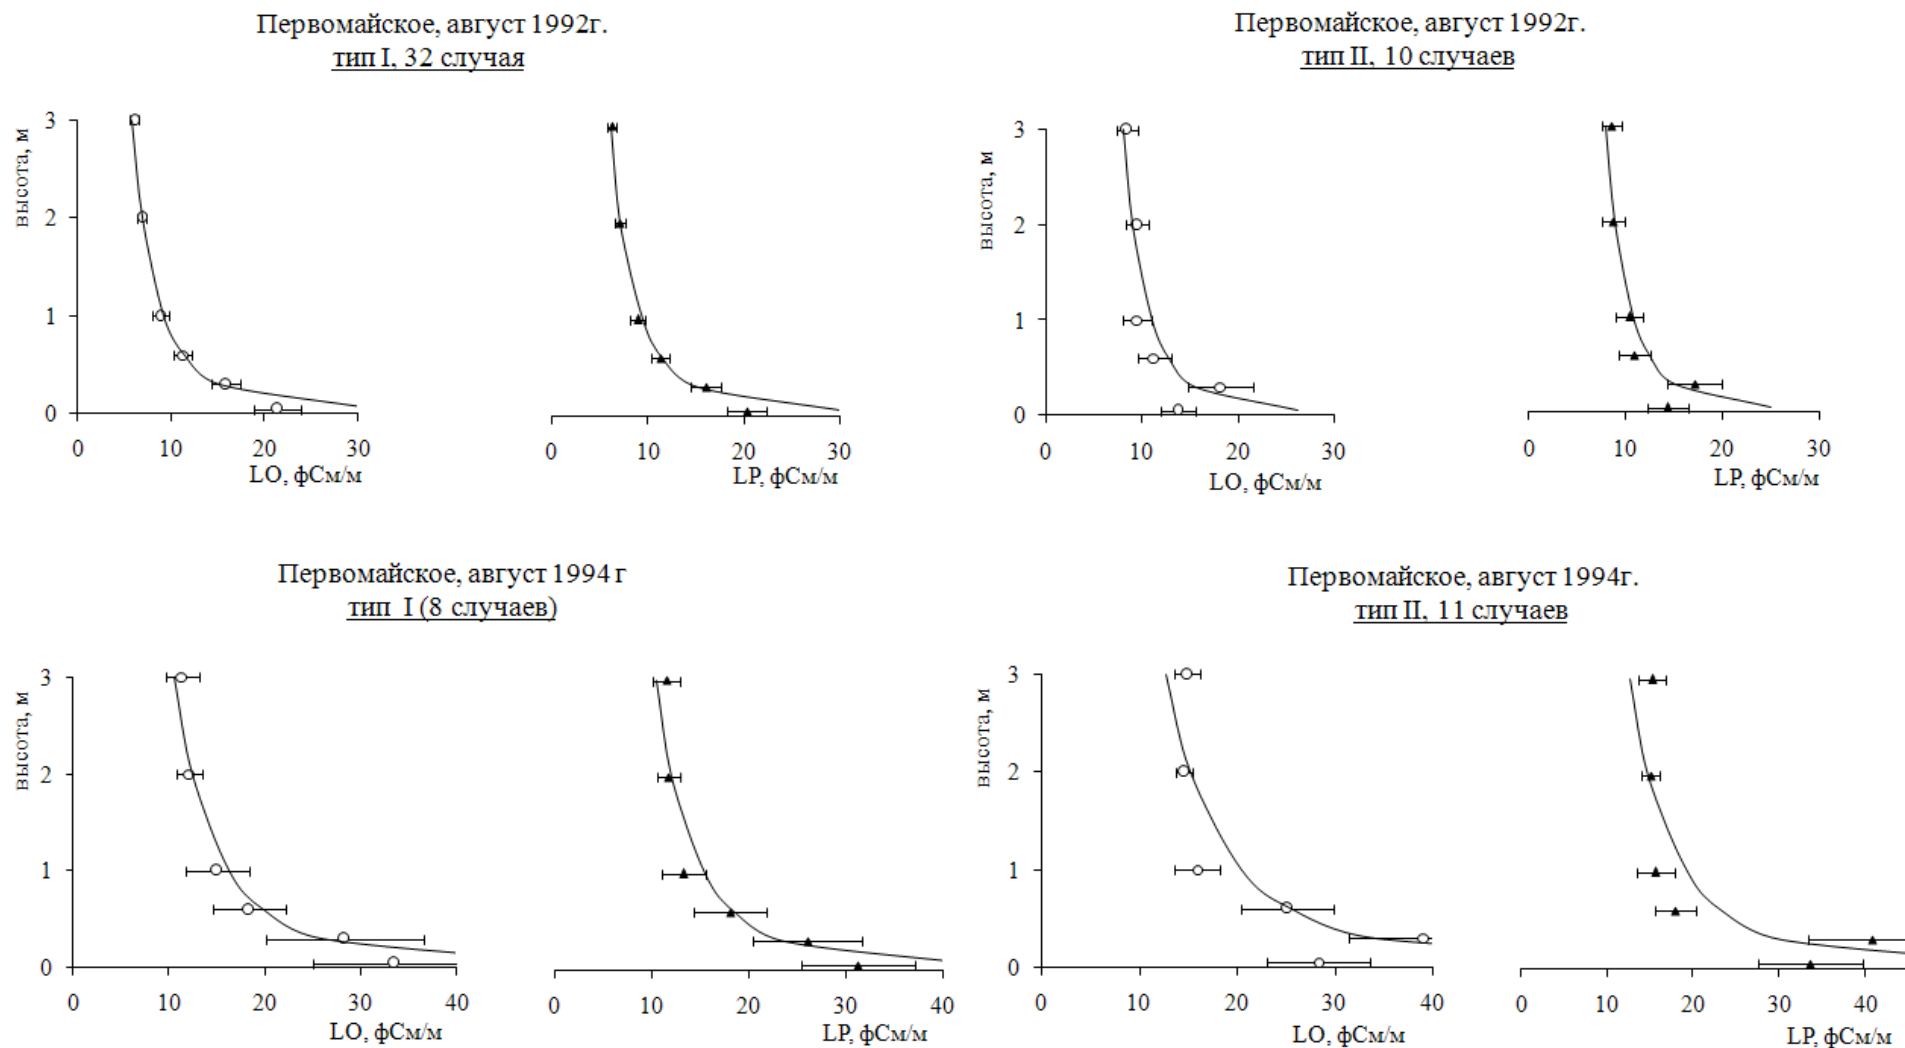 Первомайское, август 1992г.
тип I, 32 случая
высота, м
3
2
1
0
0 10 20 30
LO, фСм/м
0 10 20 30
LP, фСм/м
Первомайское, август 1992г.
тип II, 10 случаев
высота, м
3
2
1
0
0 10 20 30
LO, фСм/м
0 10 20 30
LP, фСм/м
Первомайское, август 1994 г
тип I (8 случаев)
высота, м
3
2
1
0
0 10 20 30 40
LO, фСм/м
0 10 20 30 40
LP, фСм/м
Первомайское, август 1994г.
тип II, 11 случаев
высота, м
3
2
1
0
0 10 20 30 40
LO, фСм/м
0 10 20 30 40
LP, фСм/м